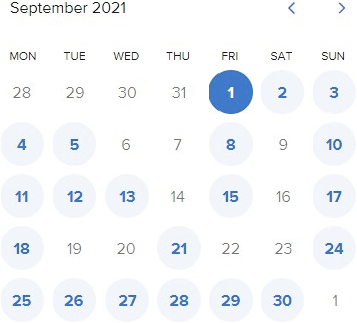 September 2021
MON TUE WED THU FRI SAT SUN
28 29 30 31 1 2 3
4 5 6 7 8 9 10
11 12 13 14 15 16 17
18 19 20 21 22 23 24
25 26 27 28 29 30 1